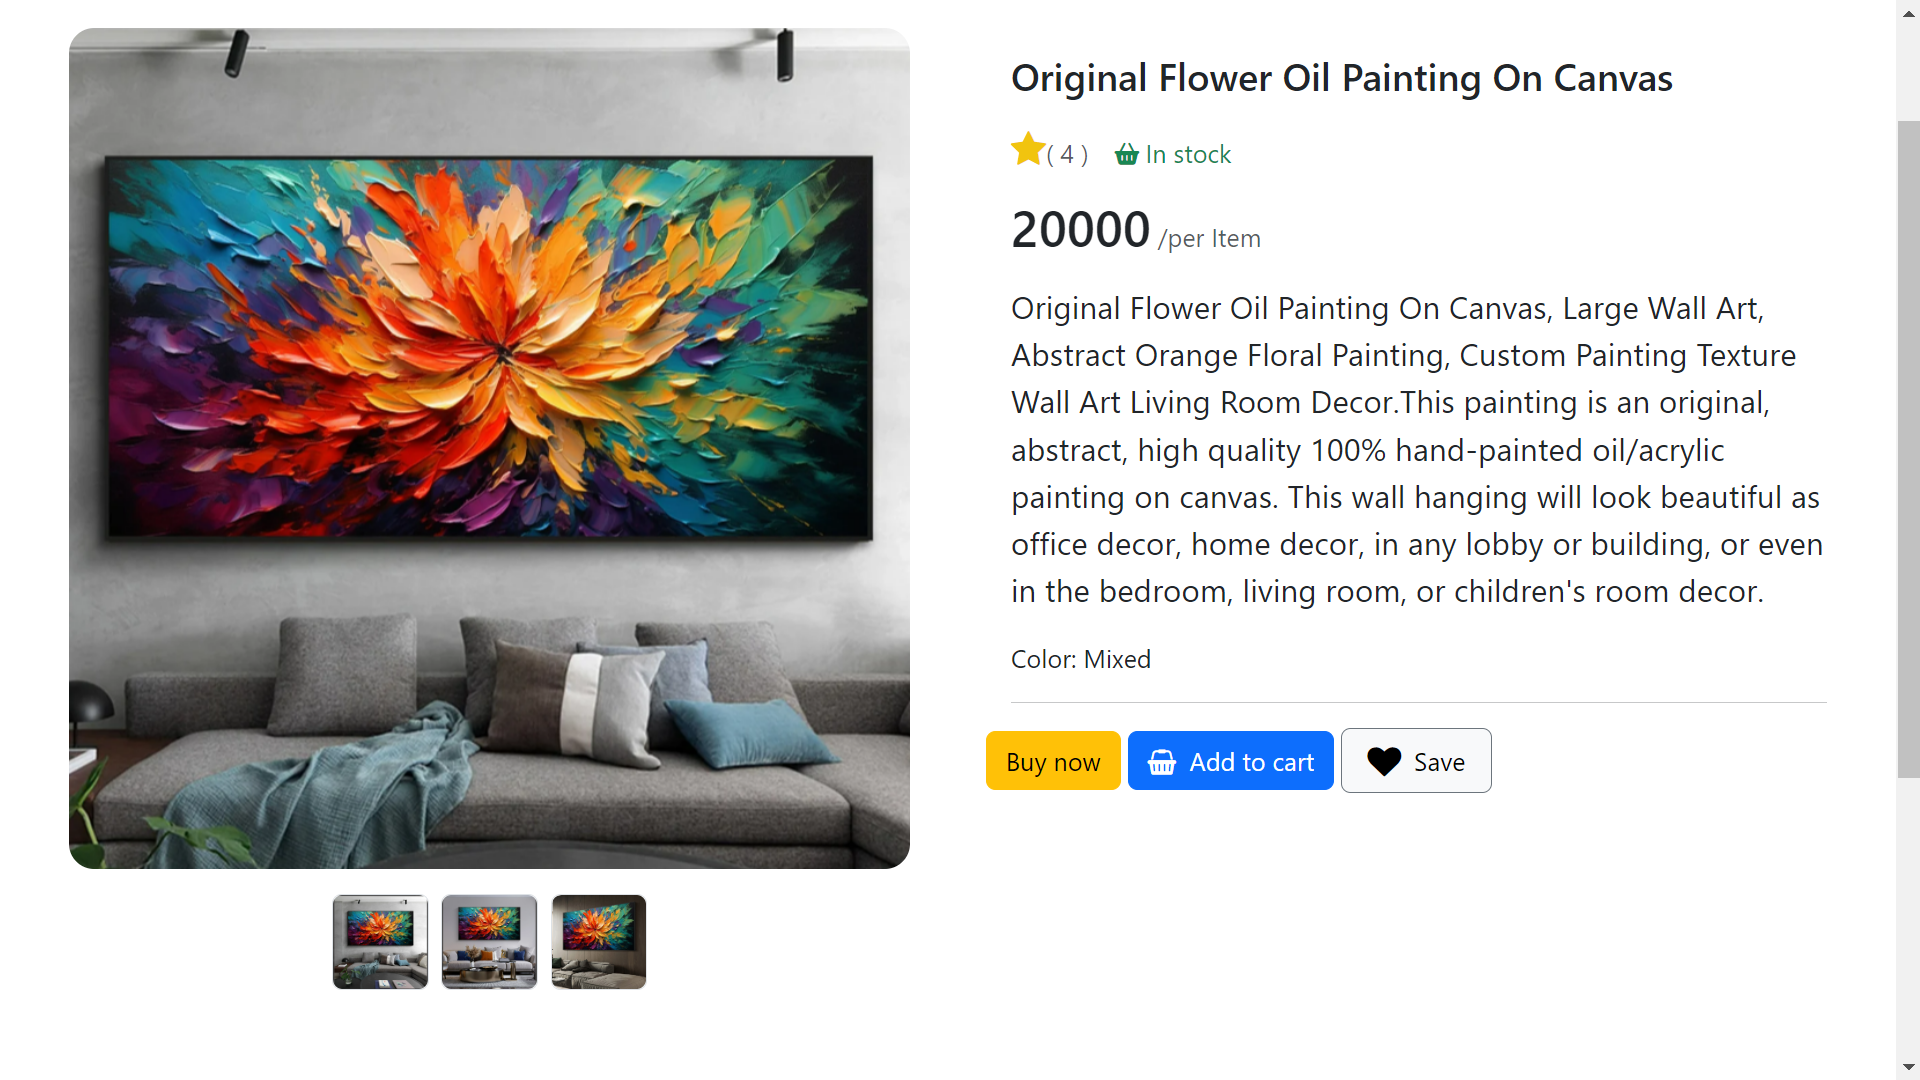 Original Flower Oil Painting On Canvas
( 4 ) In stock
20000 /per Item
Original Flower Oil Painting On Canvas, Large Wall Art,
Abstract Orange Floral Painting, Custom Painting Texture
Wall Art Living Room Decor.This painting is an original,
abstract, high quality 100% hand-painted oil/acrylic
painting on canvas. This wall hanging will look beautiful as
office decor, home decor, in any lobby or building, or even
in the bedroom, living room, or children's room decor.
Color: Mixed
Buy now Add to cart Save